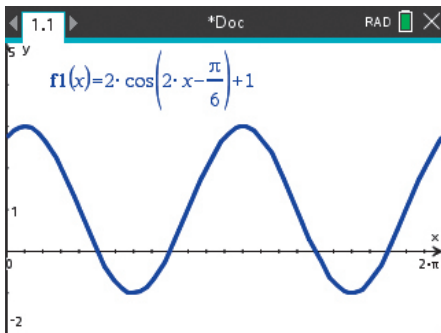 1.1 *Doc RAD
5 y
f1(x)=2· cos(2· x-π/6)+1
1
x
0 2·π
-2